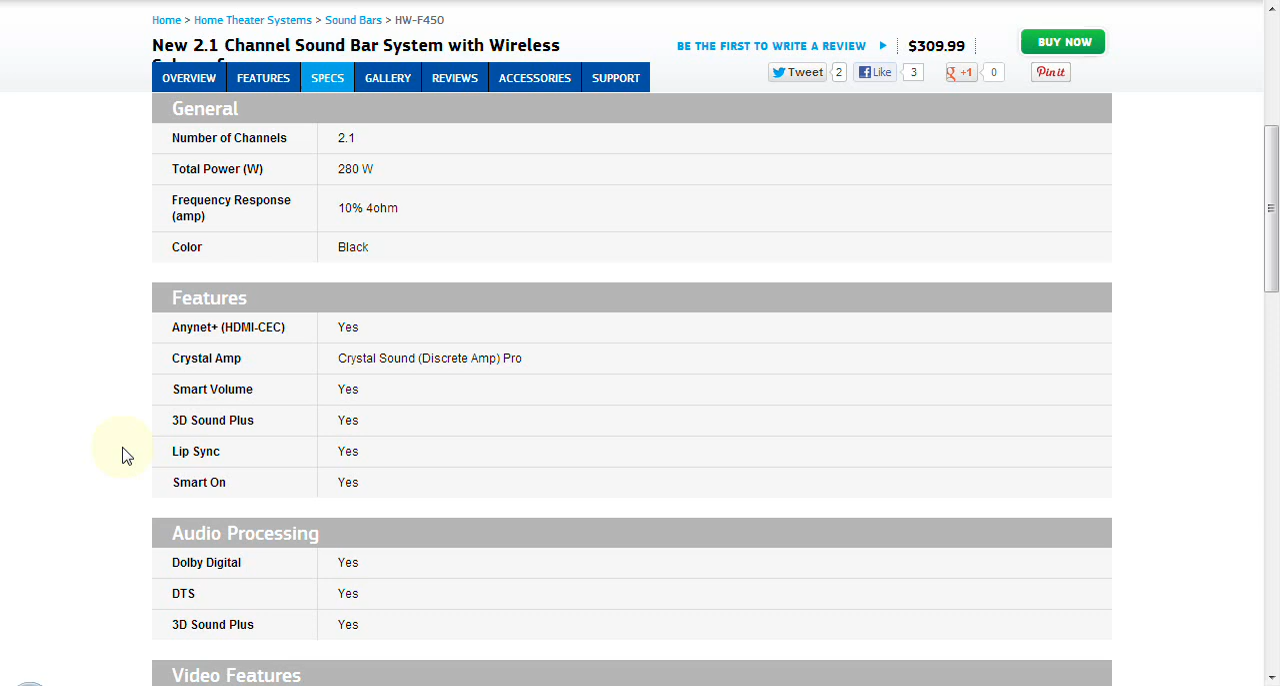 Home > Home Theater Systems > Sound Bars > HW-F450
New 2.1 Channel Sound Bar System with Wireless
BE THE FIRST TO WRITE A REVIEW
$309.99
BUY NOW
OVERVIEW FEATURES SPECS GALLERY REVIEWS ACCESSORIES SUPPORT
Tweet 2 Like 3 +1 0 Pin it
General
Number of Channels 2.1
Total Power (W) 280 W
Frequency Response
(amp)
10% 4ohm
Color Black
Features
Anynet+ (HDMI-CEC) Yes
Crystal Amp Crystal Sound (Discrete Amp) Pro
Smart Volume Yes
3D Sound Plus Yes
Lip Sync Yes
Smart On Yes
Audio Processing
Dolby Digital Yes
DTS Yes
3D Sound Plus Yes
Video Features